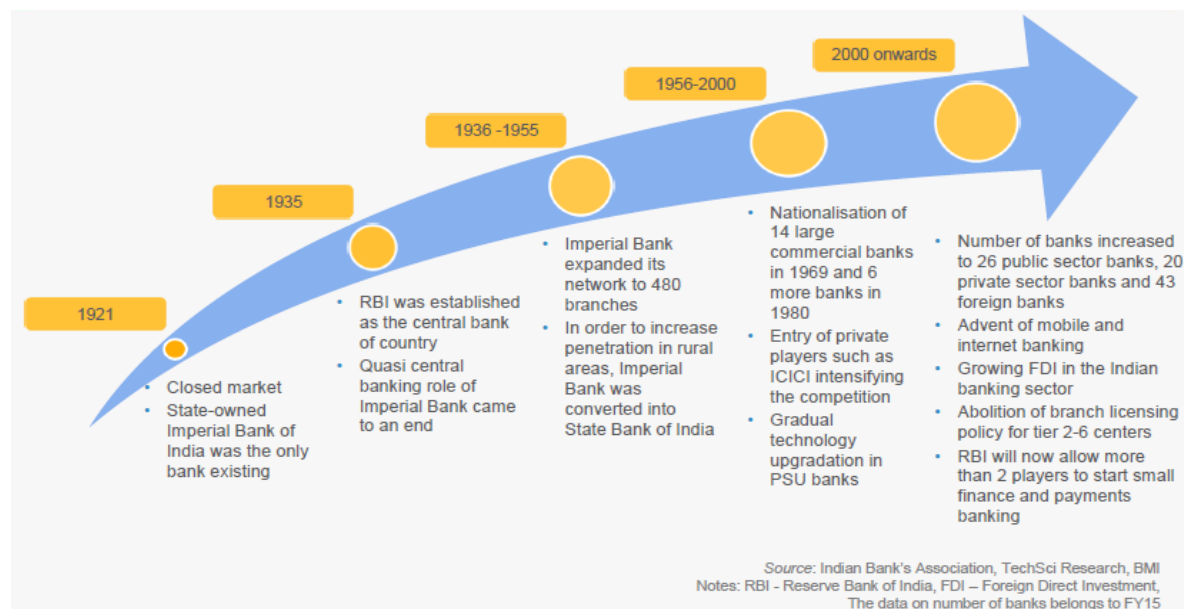 1921
• Closed market
• State-owned
Imperial Bank of
India was the only
bank existing
1935
• RBI was established
as the central bank
of country
• Quasi central
banking role of
Imperial Bank came
to an end
1936 -1955
• Imperial Bank
expanded its
network to 480
branches
• In order to increase
penetration in rural
areas, Imperial
Bank was
converted into
State Bank of India
1956-2000
• Nationalisation of
14 large
commercial banks
in 1969 and 6
more banks in
1980
• Entry of private
players such as
ICICI intensifying
the competition
• Gradual
technology
upgradation in
PSU banks
2000 onwards
• Number of banks increased
to 26 public sector banks, 20
private sector banks and 43
foreign banks
• Advent of mobile and
internet banking
• Growing FDI in the Indian
banking sector
• Abolition of branch licensing
policy for tier 2-6 centers
• RBI will now allow more
than 2 players to start small
finance and payments
banking
Source: Indian Bank's Association, TechSci Research, BMI
Notes: RBI - Reserve Bank of India, FDI – Foreign Direct Investment,
The data on number of banks belongs to FY15